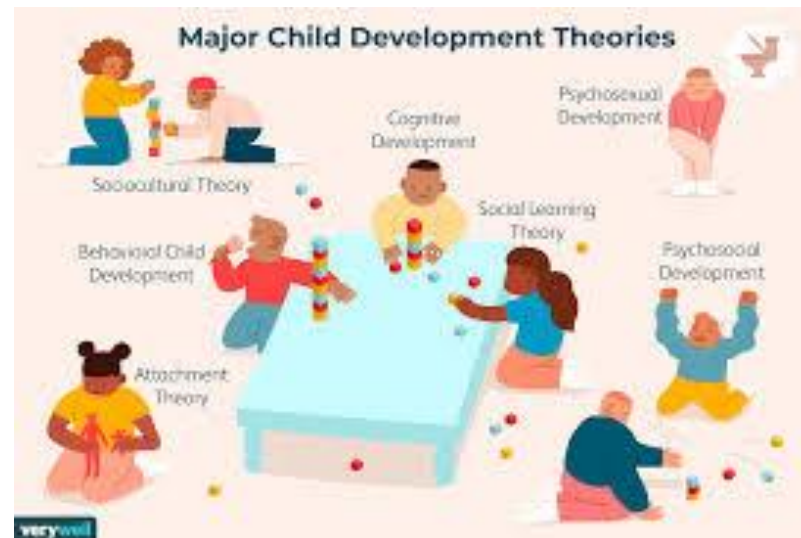 Major Child Development Theories
Psychosexual
Development
Cognitive
Development
Sociocultural Theory
Social Learning
Theory
Behavioral Child
Development
Psychosocial
Development
Attachment
Theory
verywell